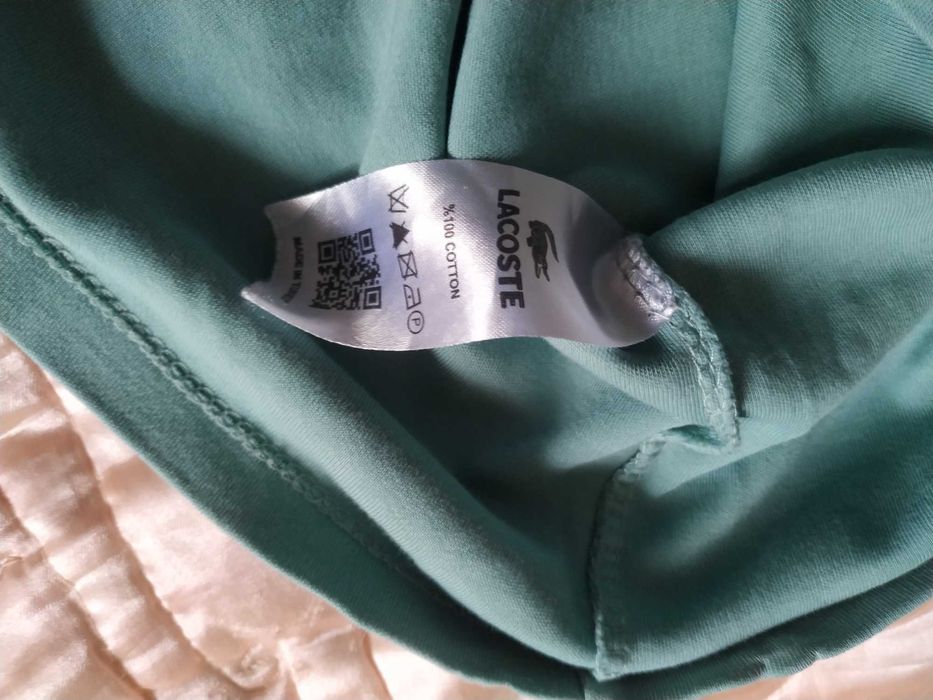 LACOSTE
%100 COTTON
P
MADE IN